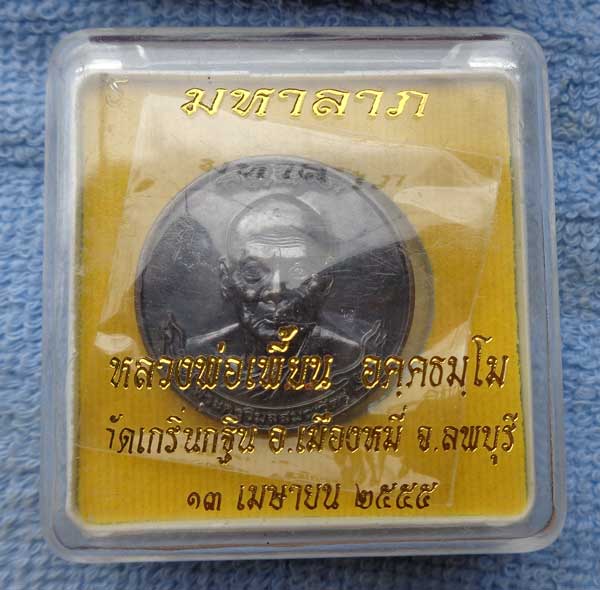 มหาลาภ
หลวงพ่อเพี้ยน อคฺคธมฺโม
วัดเกริ่นกฐิน อ.เมืองหมี่ จ.ลพบุรี
๑๓ เมษายน ๒๕๕๕